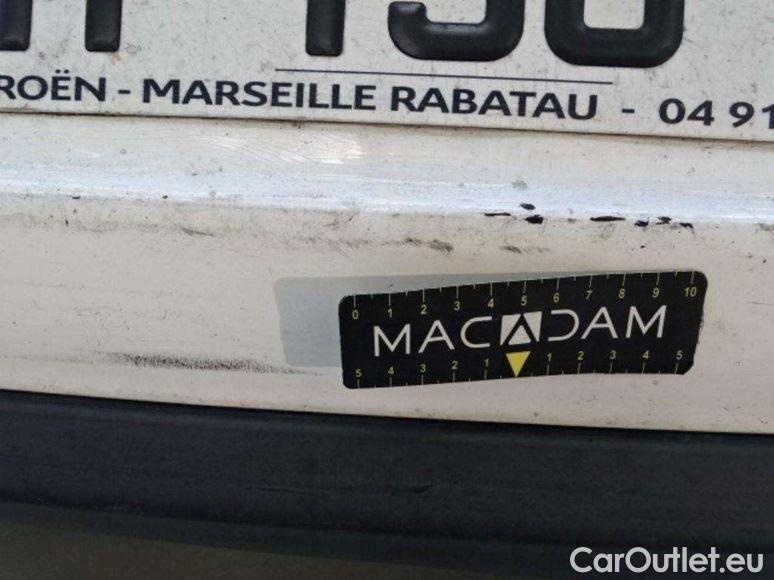 ROËN - MARSEILLE RABATAU - 04 91
0 1 2 3 4 5 6 7 8 9 10
MACADAM
5 4 3 2 1 1 2 3 4 5
CarOutlet.eu